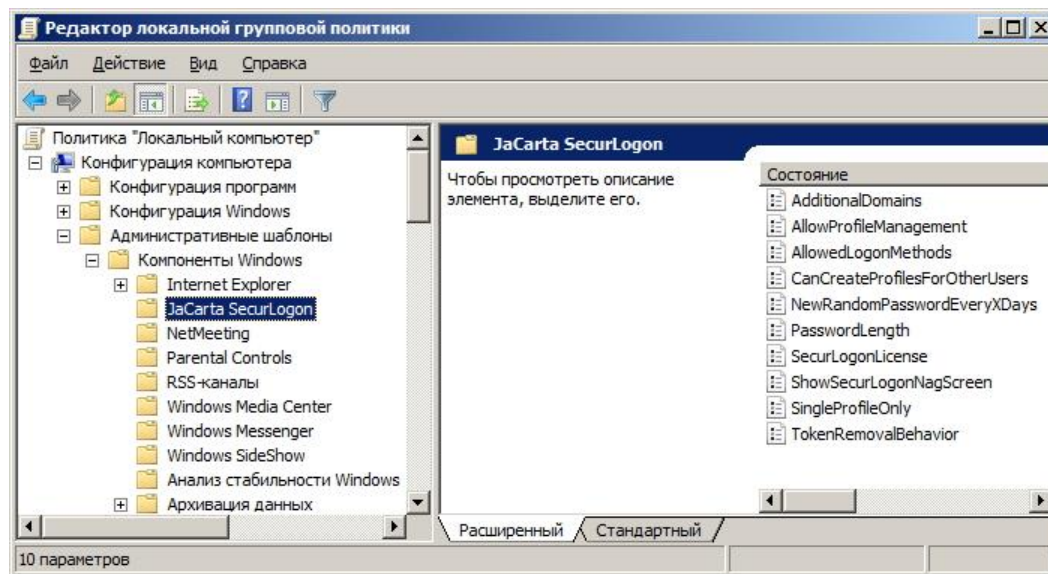 Редактор локальной групповой политики
Файл Действие Вид Справка
Политика "Локальный компьютер"
Конфигурация компьютера
Конфигурация программ
Конфигурация Windows
Административные шаблоны
Компоненты Windows
Internet Explorer
JaCarta SecurLogon
NetMeeting
Parental Controls
RSS-каналы
Windows Media Center
Windows Messenger
Windows SideShow
Анализ стабильности Windows
Архивация данных
JaCarta SecurLogon
Чтобы просмотреть описание
элемента, выделите его.
Состояние
AdditionalDomains
AllowProfileManagement
AllowedLogonMethods
CanCreateProfilesForOtherUsers
NewRandomPasswordEveryXDays
PasswordLength
SecurLogonLicense
ShowSecurLogonNagScreen
SingleProfileOnly
TokenRemovalBehavior
Расширенный Стандартный
10 параметров